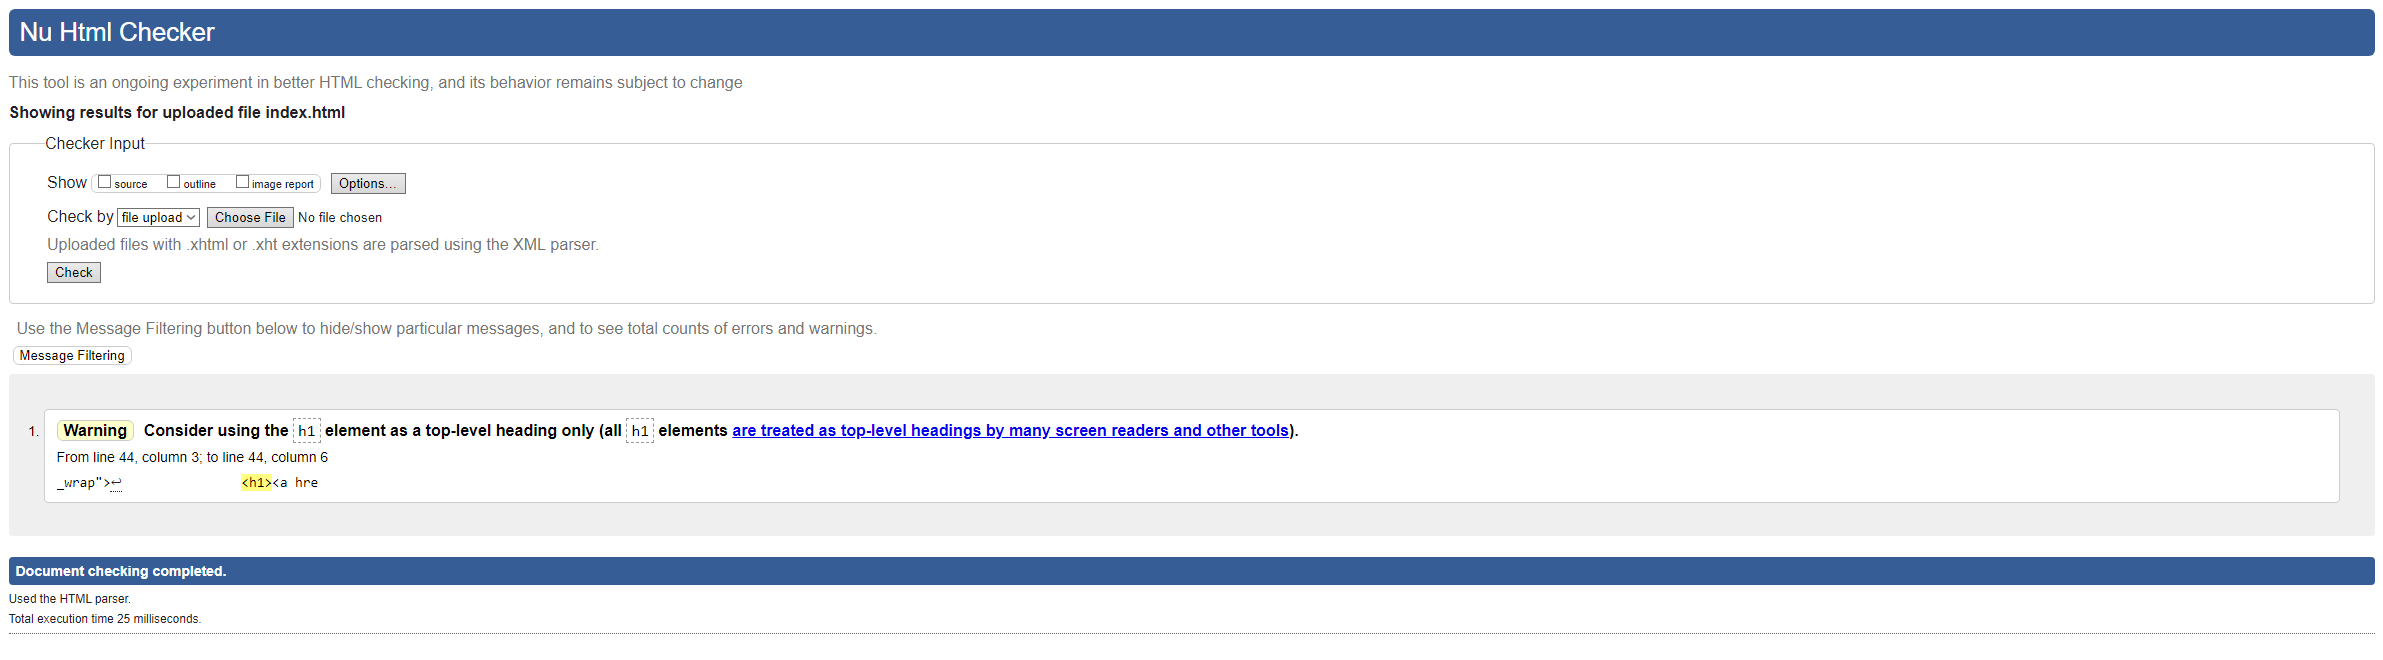 Nu Html Checker
This tool is an ongoing experiment in better HTML checking, and its behavior remains subject to change
Showing results for uploaded file index.html
Checker Input
Show source outline image report Options...
Check by file upload Choose File No file chosen
Uploaded files with .xhtml or .xht extensions are parsed using the XML parser.
Check
Use the Message Filtering button below to hide/show particular messages, and to see total counts of errors and warnings.
Message Filtering
1. Warning Consider using the h1 element as a top-level heading only (all h1 elements are treated as top-level headings by many screen readers and other tools).
From line 44, column 3; to line 44, column 6
_wrap">↩ <h1><a hre
Document checking completed.
Used the HTML parser.
Total execution time 25 milliseconds.